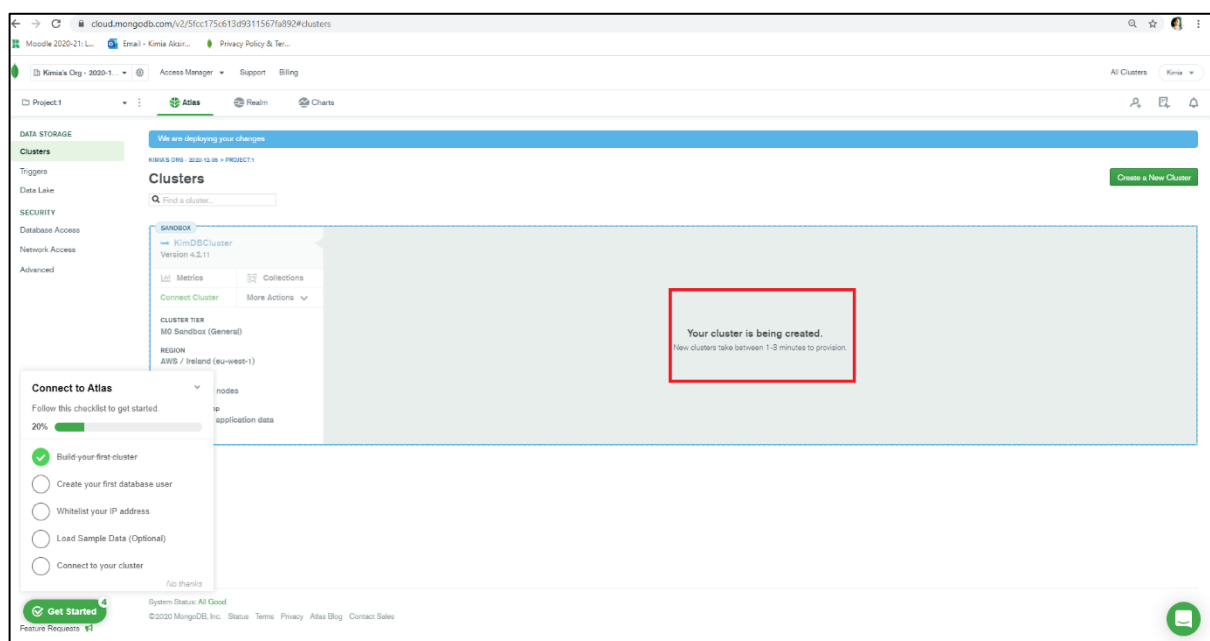 cloud.mongodb.com/v2/5fcc175c613d9311567fa892#clusters
Moodle 2020-21: L... Email - Kimia Aksir... Privacy Policy & Ter...
Kimia's Org - 2020-1... Access Manager Support Billing All Clusters Kimia
Project:1 Atlas Realm Charts
DATA STORAGE
Clusters
Triggers
Data Lake
SECURITY
Database Access
Network Access
Advanced
We are deploying your changes
KIMIA'S ORG - 2020-12-05 > PROJECT:1
Clusters
Create a New Cluster
Find a cluster...
SANDBOX
KimDBCluster
Version 4.2.11
Metrics Collections
Connect Cluster More Actions
CLUSTER TIER
M0 Sandbox (General)
REGION
AWS / Ireland (eu-west-1)
nodes
application data
Your cluster is being created.
New clusters take between 1-3 minutes to provision.
Connect to Atlas
Follow this checklist to get started
20%
Build your first cluster
Create your first database user
Whitelist your IP address
Load Sample Data (Optional)
Connect to your cluster
No thanks
Get Started 4
Feature Requests
System Status: All Good
©2020 MongoDB, Inc. Status Terms Privacy Atlas Blog Contact Sales